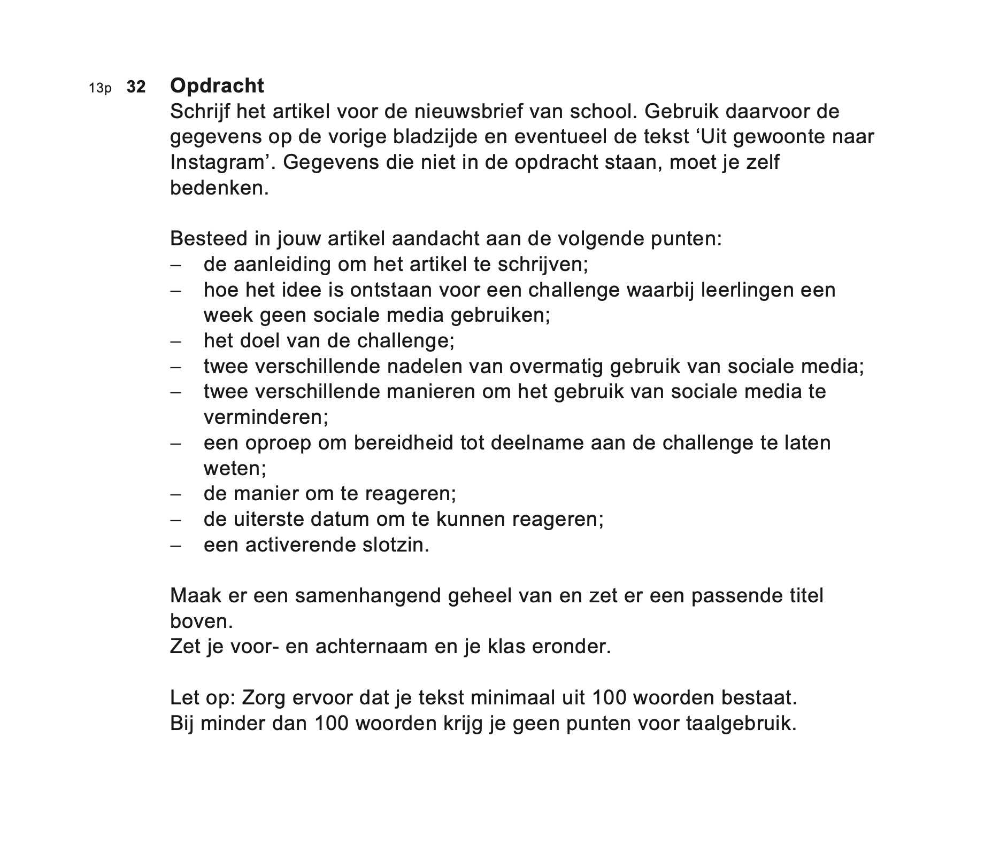 13p 32 Opdracht
Schrijf het artikel voor de nieuwsbrief van school. Gebruik daarvoor de
gegevens op de vorige bladzijde en eventueel de tekst ‘Uit gewoonte naar
Instagram’. Gegevens die niet in de opdracht staan, moet je zelf
bedenken.
Besteed in jouw artikel aandacht aan de volgende punten:
– de aanleiding om het artikel te schrijven;
– hoe het idee is ontstaan voor een challenge waarbij leerlingen een
week geen sociale media gebruiken;
– het doel van de challenge;
– twee verschillende nadelen van overmatig gebruik van sociale media;
– twee verschillende manieren om het gebruik van sociale media te
verminderen;
– een oproep om bereidheid tot deelname aan de challenge te laten
weten;
– de manier om te reageren;
– de uiterste datum om te kunnen reageren;
– een activerende slotzin.
Maak er een samenhangend geheel van en zet er een passende titel
boven.
Zet je voor- en achternaam en je klas eronder.
Let op: Zorg ervoor dat je tekst minimaal uit 100 woorden bestaat.
Bij minder dan 100 woorden krijg je geen punten voor taalgebruik.